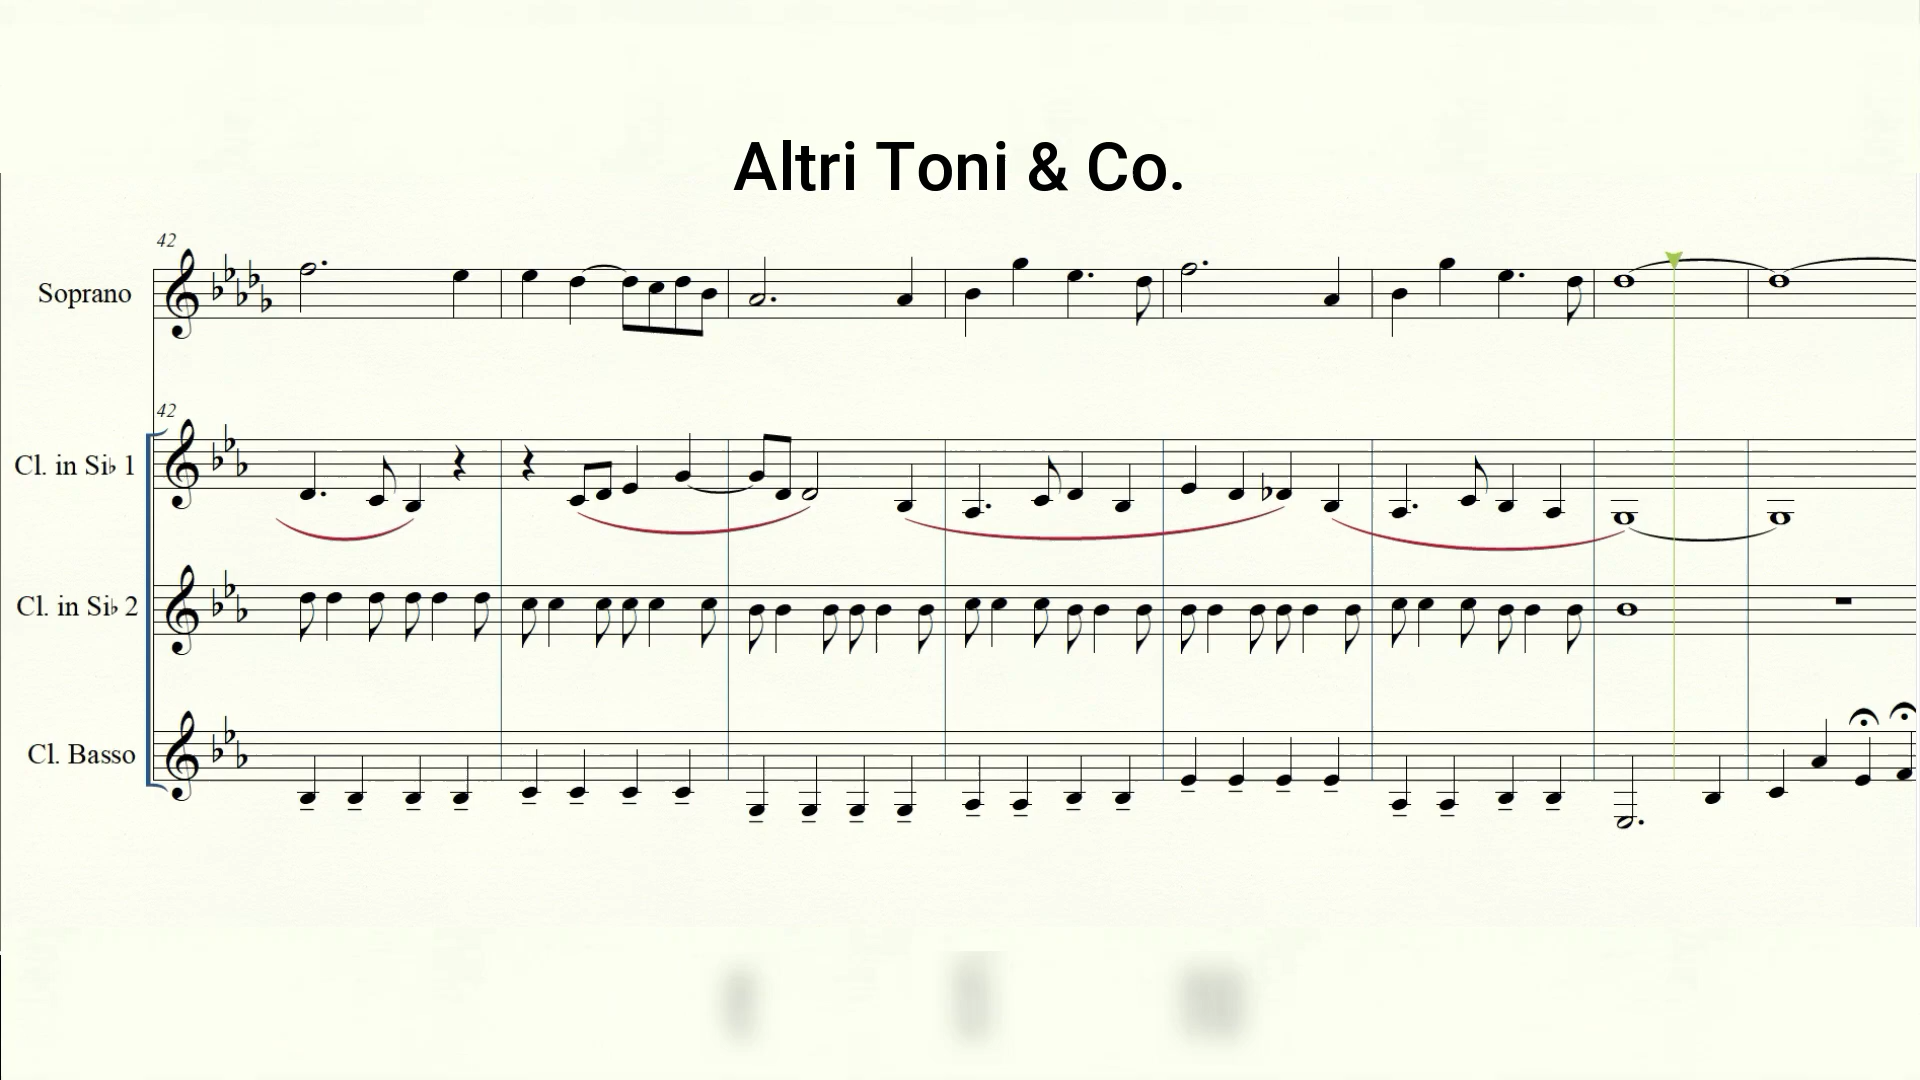 Altri Toni & Co.
42
Soprano
42
Cl. in Si♭ 1
Cl. in Si♭ 2
Cl. Basso